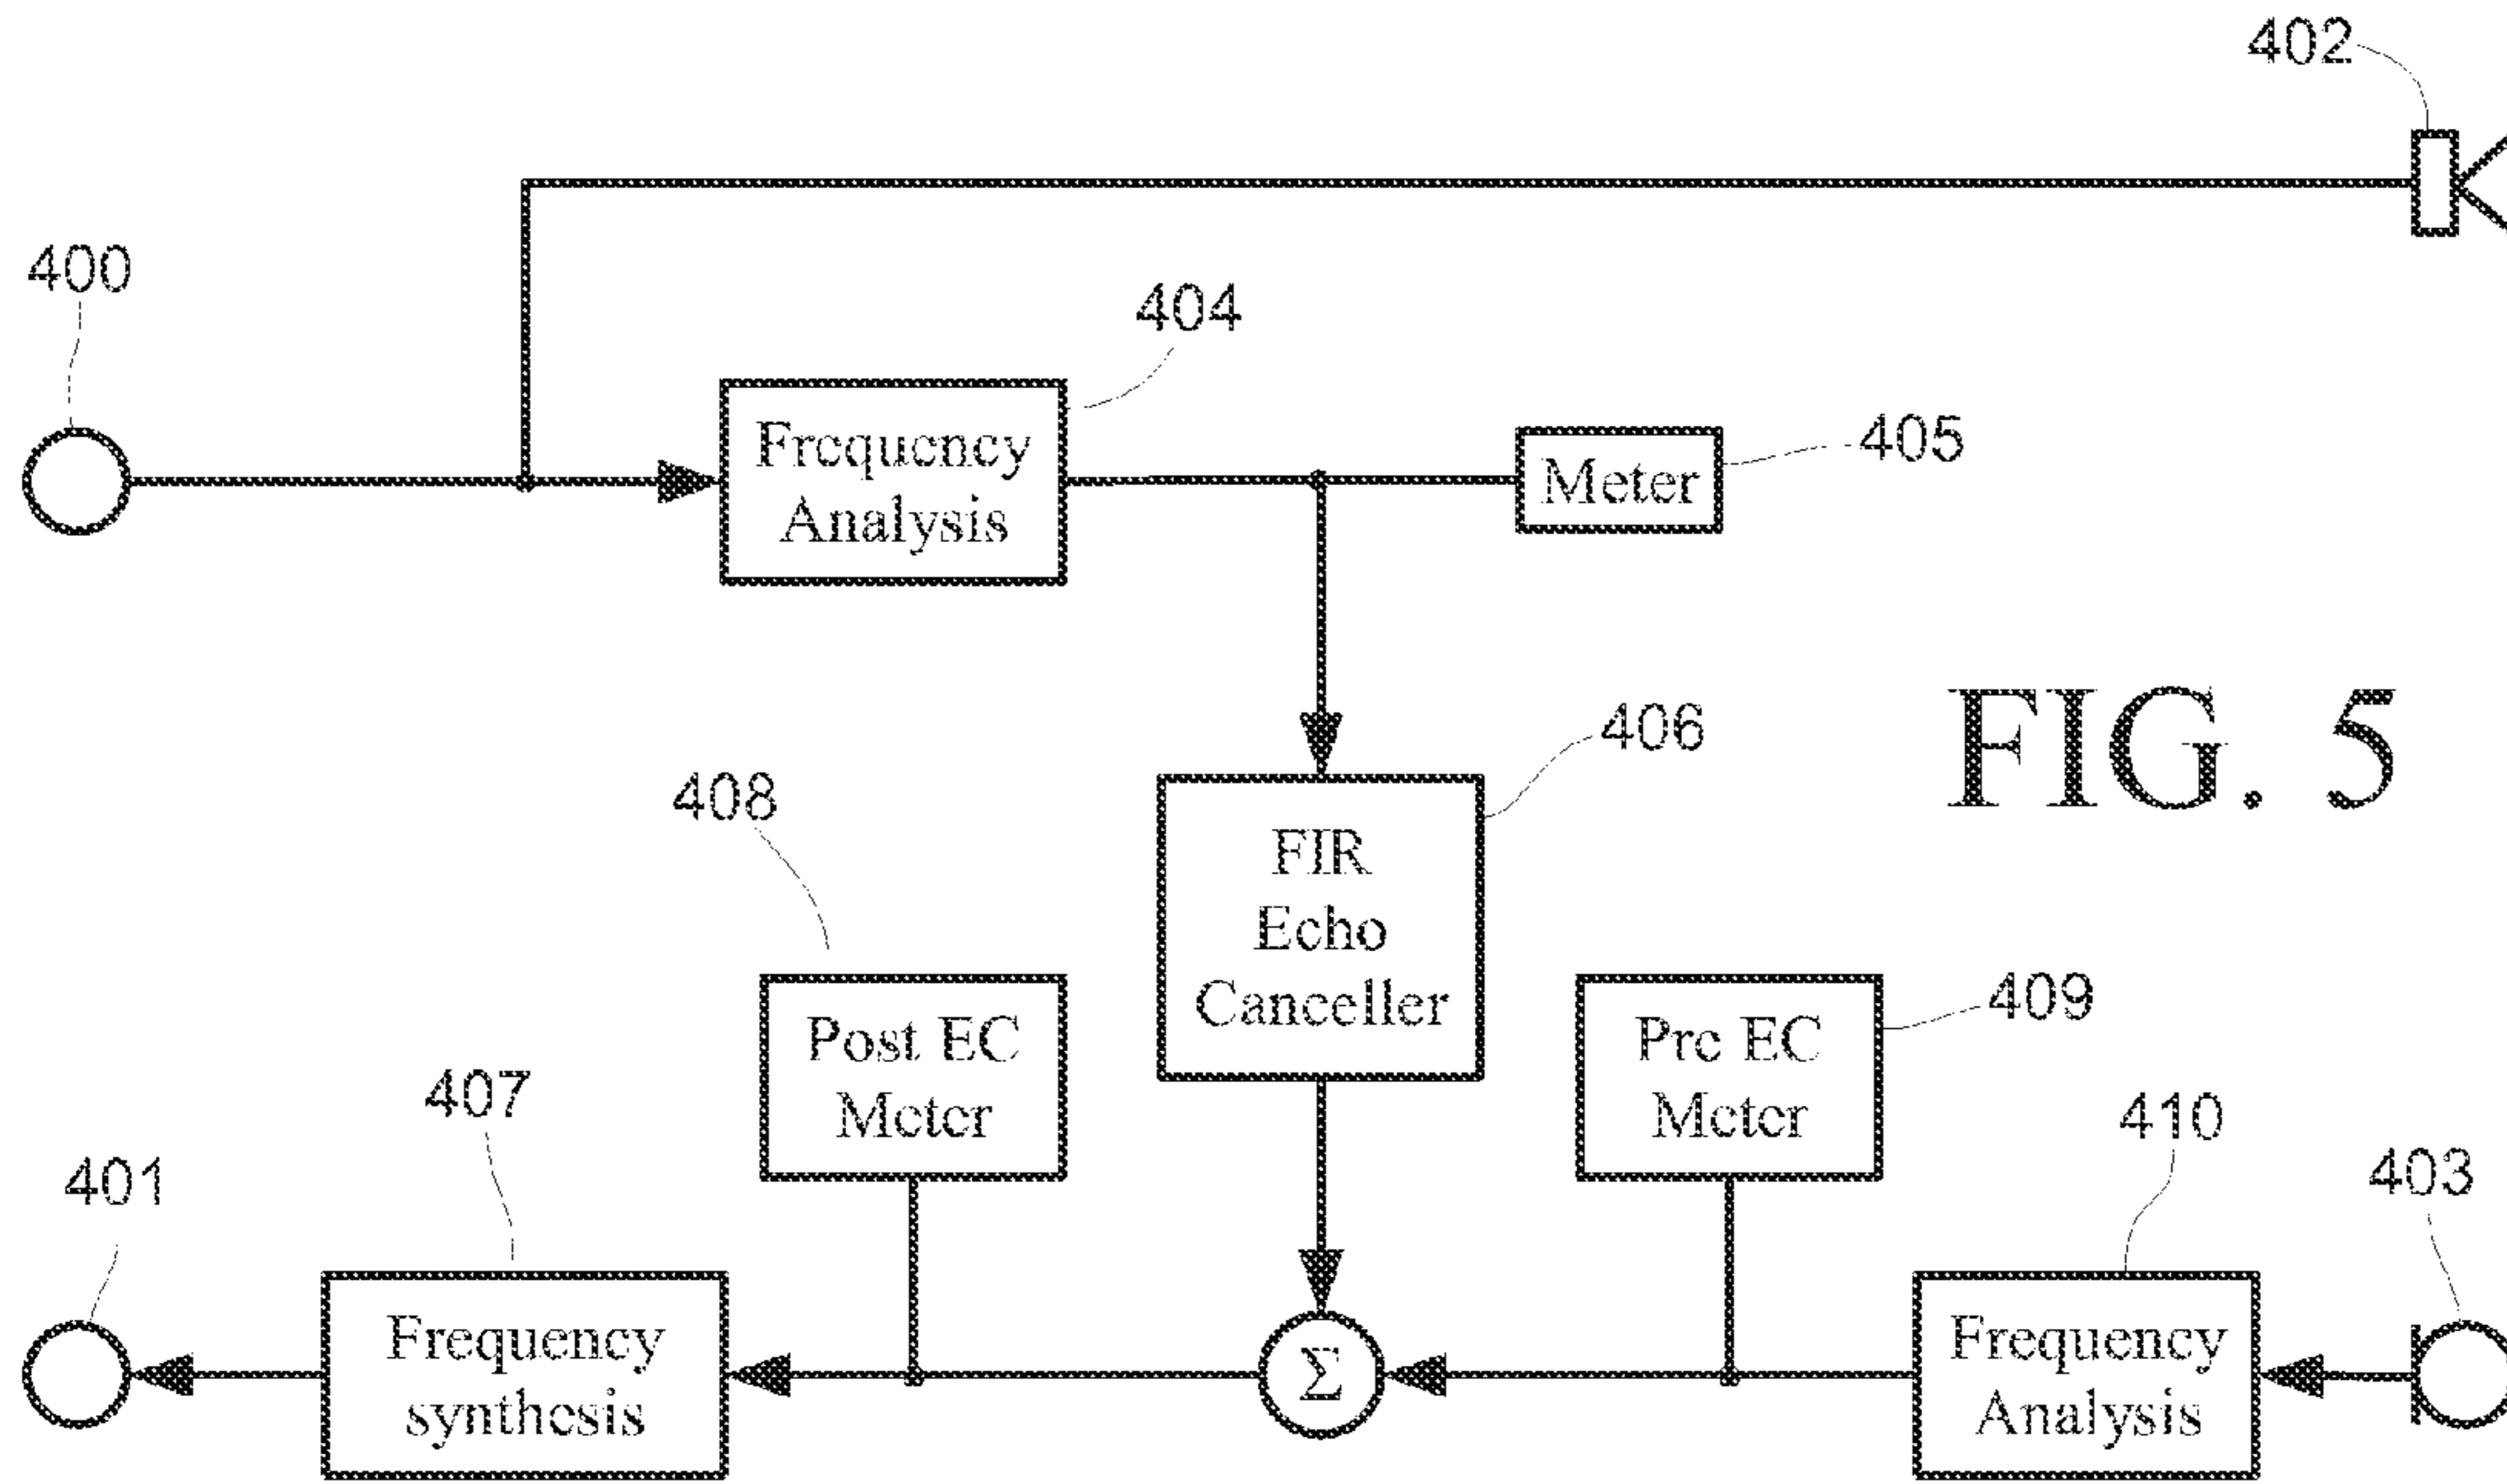 402
400
404
Frequency
Analysis
Meter
405
406
FIG. 5
408
FIR
Echo
Canceller
Post EC
Meter
Pre EC
Meter
409
407
410
401
403
Frequency
synthesis
Σ
Frequency
Analysis